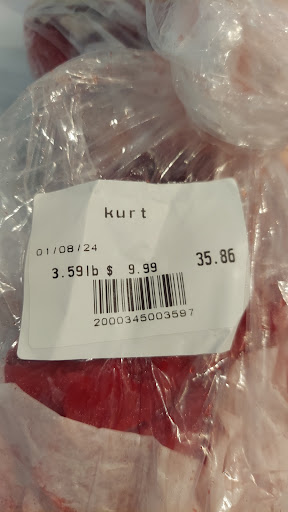 kurt
01/08/24
3.59lb $ 9.99 35.86
2000345003597